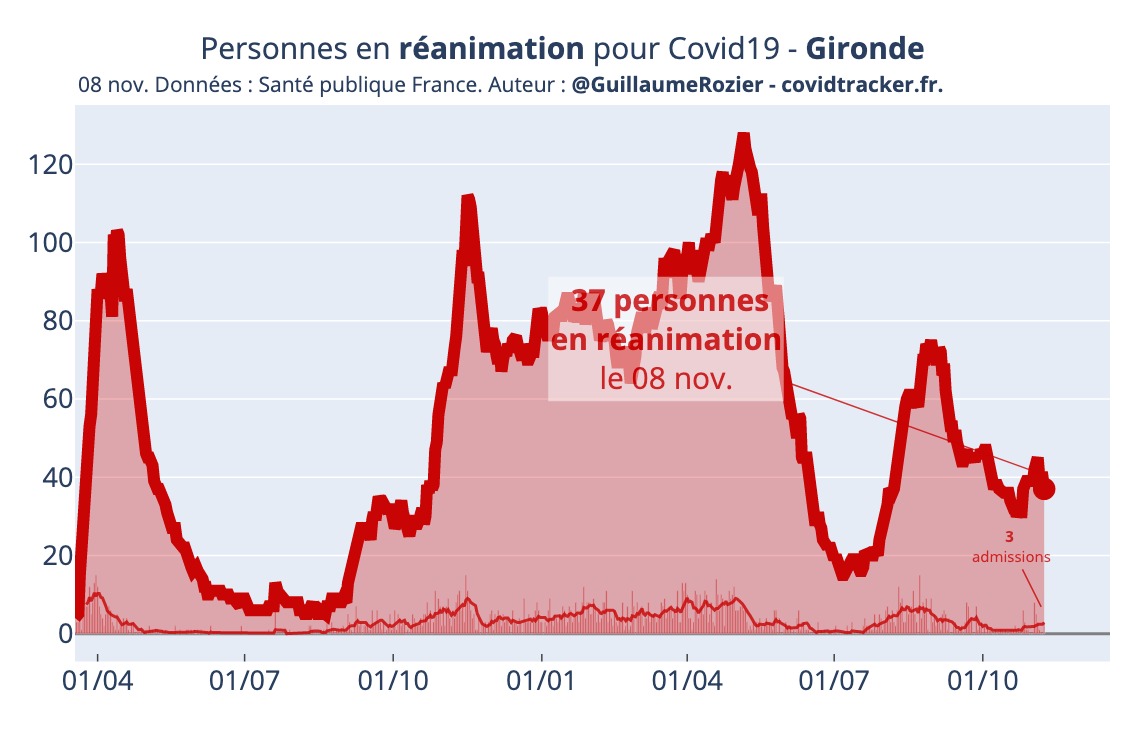 Personnes en réanimation pour Covid19 - Gironde
08 nov. Données : Santé publique France. Auteur : @GuillaumeRozier - covidtracker.fr.
120
100
80
60
40
20
0
37 personnes
en réanimation
le 08 nov.
3
admissions
01/04 01/07 01/10 01/01 01/04 01/07 01/10